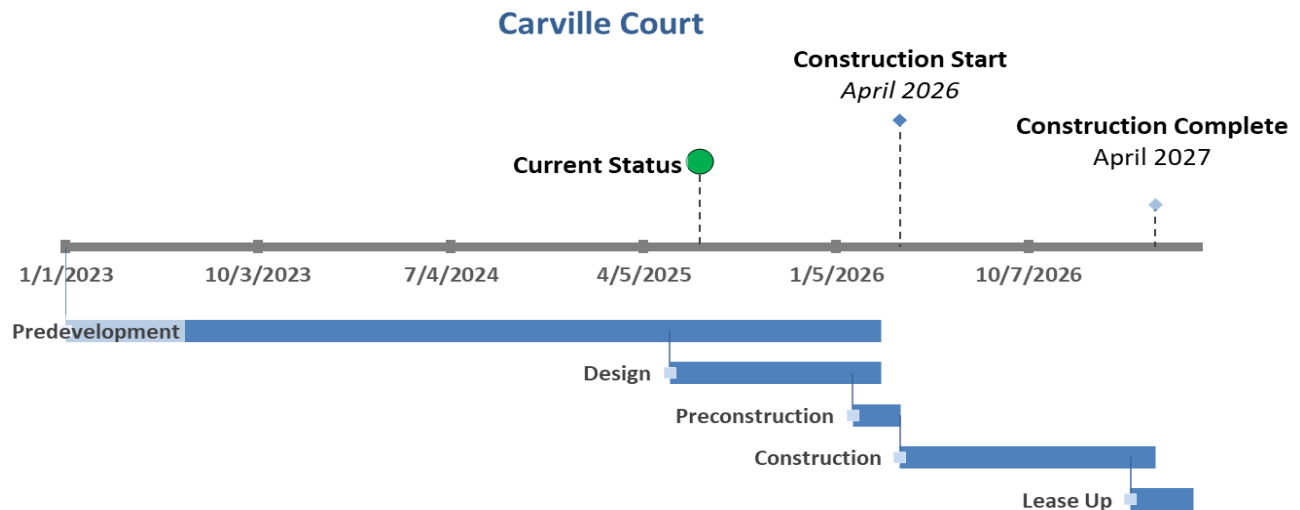 Carville Court
Construction Start
April 2026
Construction Complete
April 2027
Current Status
1/1/2023 10/3/2023 7/4/2024 4/5/2025 1/5/2026 10/7/2026
Predevelopment
Design
Preconstruction
Construction
Lease Up